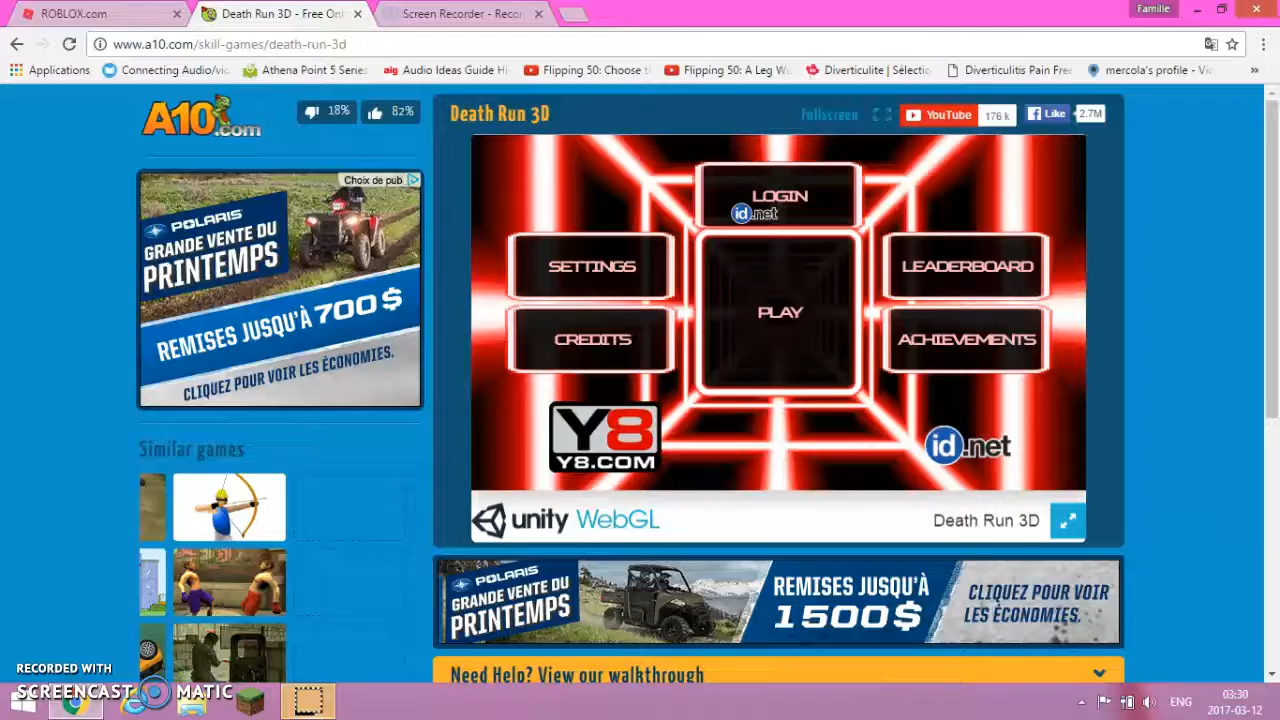 ROBLOX.com
Death Run 3D - Free Onl
Screen Recorder - Recor
Famille
www.a10.com/skill-games/death-run-3d
Applications
Connecting Audio/vic
Athena Point 5 Series
aig Audio Ideas Guide Hi
Flipping 50: Choose t
Flipping 50: A Leg W
Diverticulite | Sélectio
Diverticulitis Pain Free
mercola's profile - Vi
»
A10.com
18%
82%
Death Run 3D
Fullscreen
YouTube
176 k
Like
2.7M
Choix de pub
POLARIS
GRANDE VENTE DU
PRINTEMPS
REMISES JUSQU'À 700 $
CLIQUEZ POUR VOIR LES ÉCONOMIES.
LOGIN
id.net
SETTINGS
LEADERBOARD
PLAY
CREDITS
ACHIEVEMENTS
Y8
Y8.COM
id.net
unity WebGL
Death Run 3D
Similar games
POLARIS
GRANDE VENTE DU
PRINTEMPS
REMISES JUSQU'À
1500 $
CLIQUEZ POUR VOIR
LES ÉCONOMIES.
Need Help? View our walkthrough
RECORDED WITH
SCREENCAST MATIC
ENG
03:30
2017-03-12